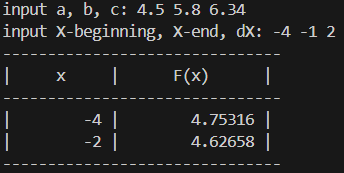 input a, b, c: 4.5 5.8 6.34
input X-beginning, X-end, dX: -4 -1 2
-------------------------------
|     x     |      F(x)      |
-------------------------------
|        -4 |        4.75316 |
|        -2 |        4.62658 |
-------------------------------